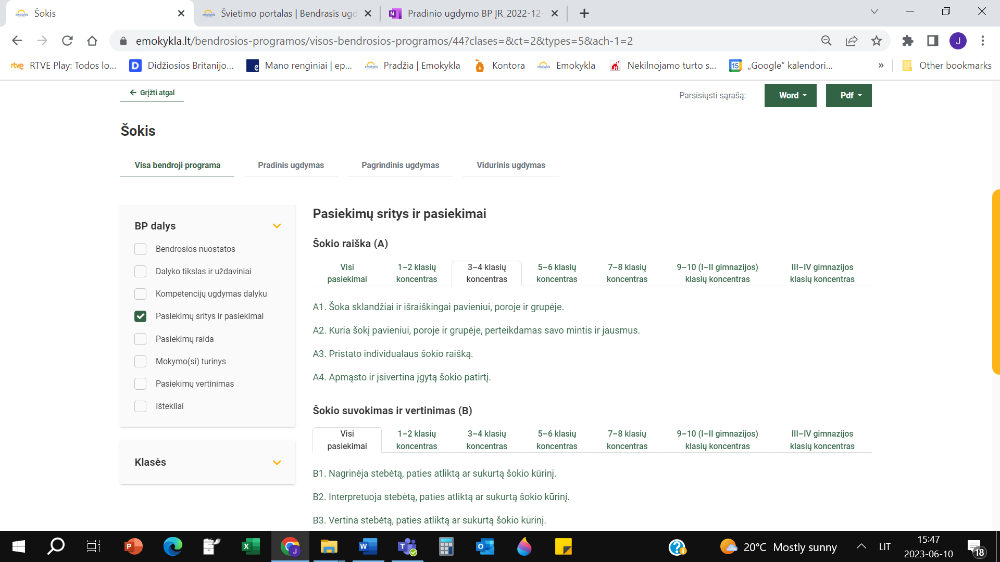 Šokis
Švietimo portalas | Bendrasis ugd
Pradinio ugdymo BP ĮR_2022-12-
emokykla.lt/bendrosios-programos/visos-bendrosios-programos/44?clases=&ct=2&types=5&ach-1=2
J
rtve RTVE Play: Todos lo...
D Didžiosios Britanijo...
e Mano renginiai | ep...
Pradžia | Emokykla
Kontora
Emokykla
Nekilnojamo turto s...
15 „Google“ kalendori...
»
Other bookmarks
Grįžti atgal
Parsisiųsti sąrašą:
Word
Pdf
Šokis
Visa bendroji programa
Pradinis ugdymas
Pagrindinis ugdymas
Vidurinis ugdymas
BP dalys
Bendrosios nuostatos
Dalyko tikslas ir uždaviniai
Kompetencijų ugdymas dalyku
Pasiekimų sritys ir pasiekimai
Pasiekimų raida
Mokymo(si) turinys
Pasiekimų vertinimas
Ištekliai
Klasės
Pasiekimų sritys ir pasiekimai
Šokio raiška (A)
Visi pasiekimai
1–2 klasių koncentras
3–4 klasių koncentras
5–6 klasių koncentras
7–8 klasių koncentras
9–10 (I–II gimnazijos) klasių koncentras
III–IV gimnazijos klasių koncentras
A1. Šoka sklandžiai ir išraiškingai pavieniui, poroje ir grupėje.
A2. Kuria šokį pavieniui, poroje ir grupėje, perteikdamas savo mintis ir jausmus.
A3. Pristato individualaus šokio raišką.
A4. Apmąsto ir įsivertina įgytą šokio patirtį.
Šokio suvokimas ir vertinimas (B)
Visi pasiekimai
1–2 klasių koncentras
3–4 klasių koncentras
5–6 klasių koncentras
7–8 klasių koncentras
9–10 (I–II gimnazijos) klasių koncentras
III–IV gimnazijos klasių koncentras
B1. Nagrinėja stebėtą, paties atliktą ar sukurtą šokio kūrinį.
B2. Interpretuoja stebėtą, paties atliktą ar sukurtą šokio kūrinį.
B3. Vertina stebėtą, paties atliktą ar sukurtą šokio kūrinį.
20°C Mostly sunny
LIT
15:47
2023-06-10
18